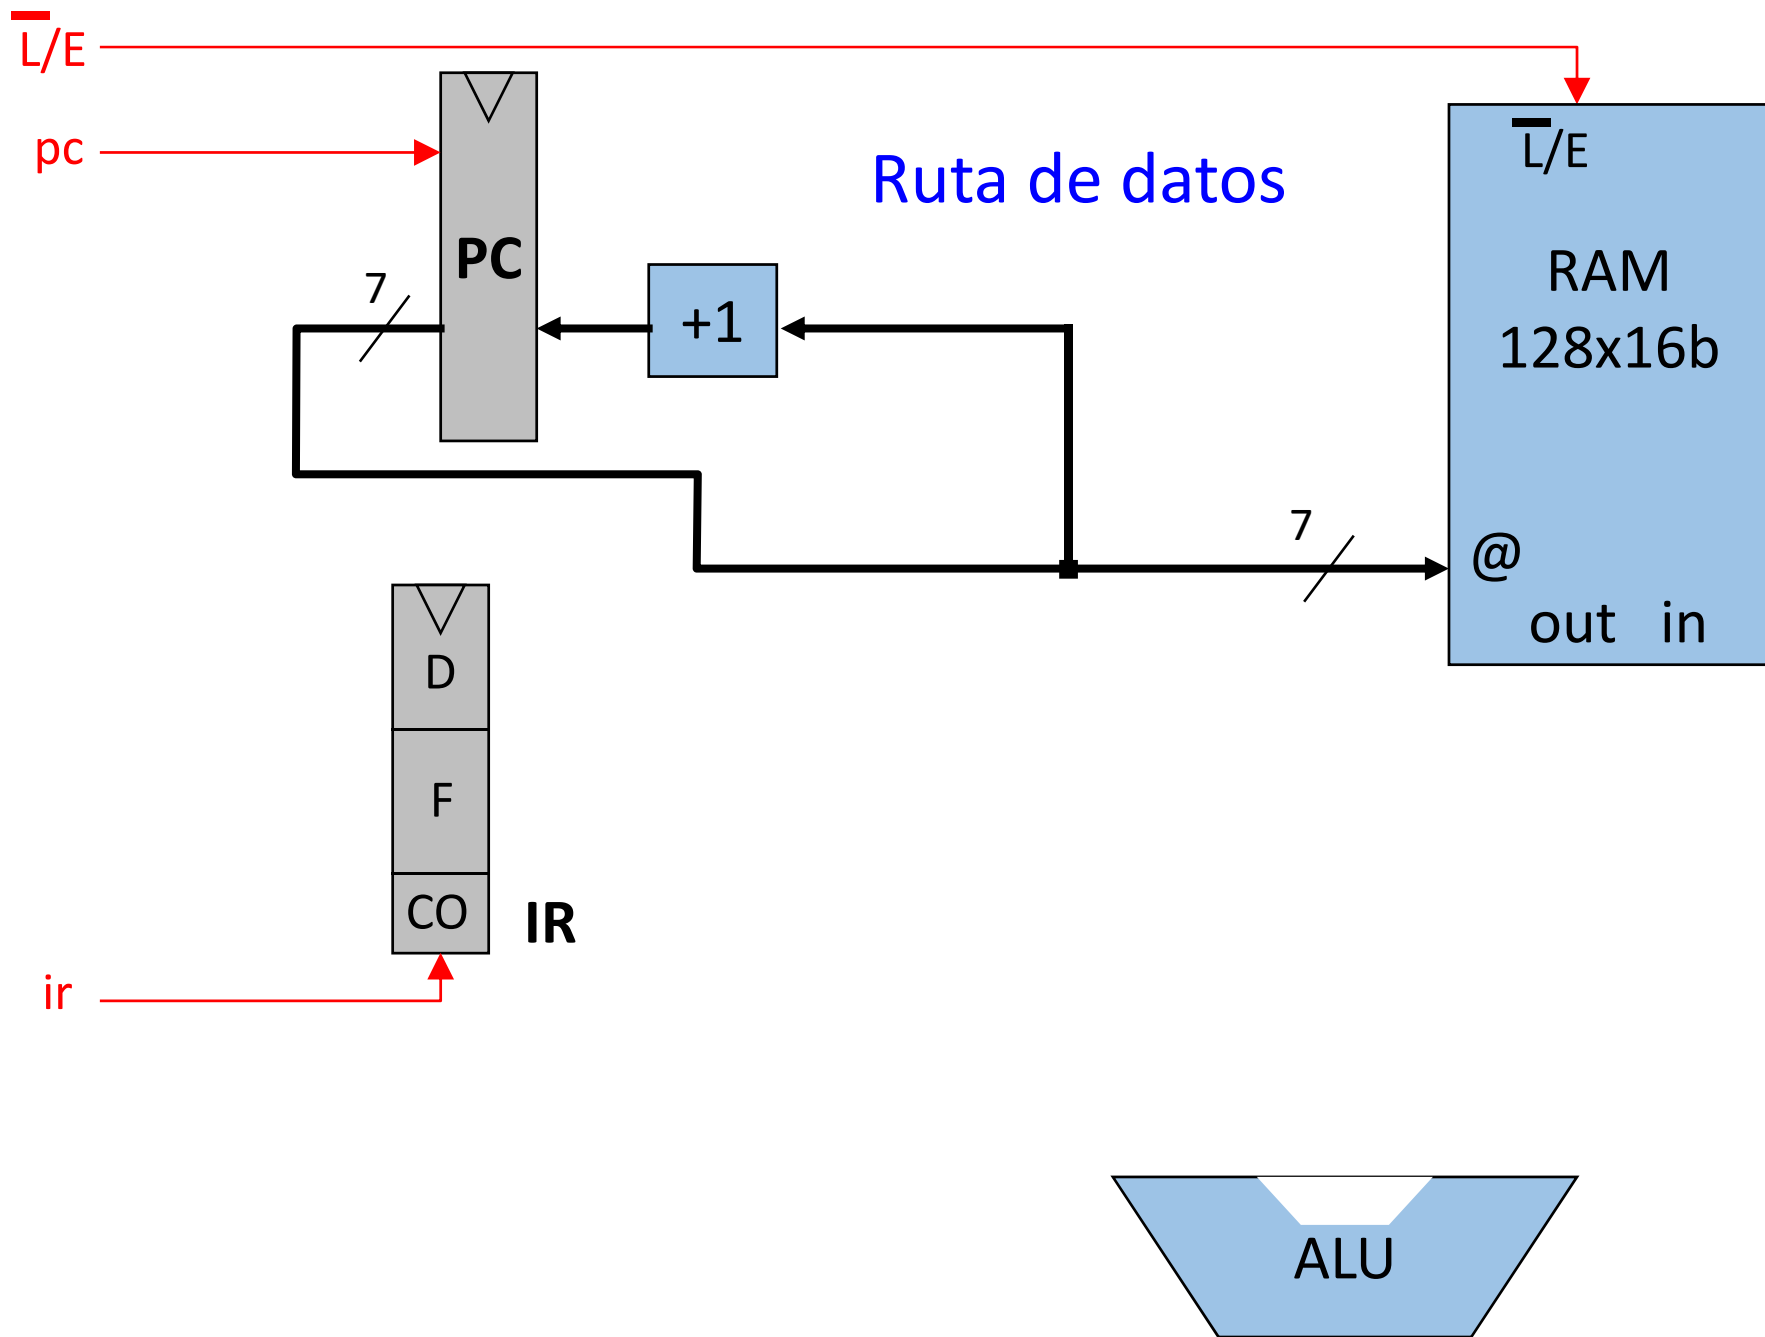 L̅/E
pc
Ruta de datos
L̅/E
PC
7
+1
RAM
128x16b
7
@
out in
D
F
CO
IR
ir
ALU